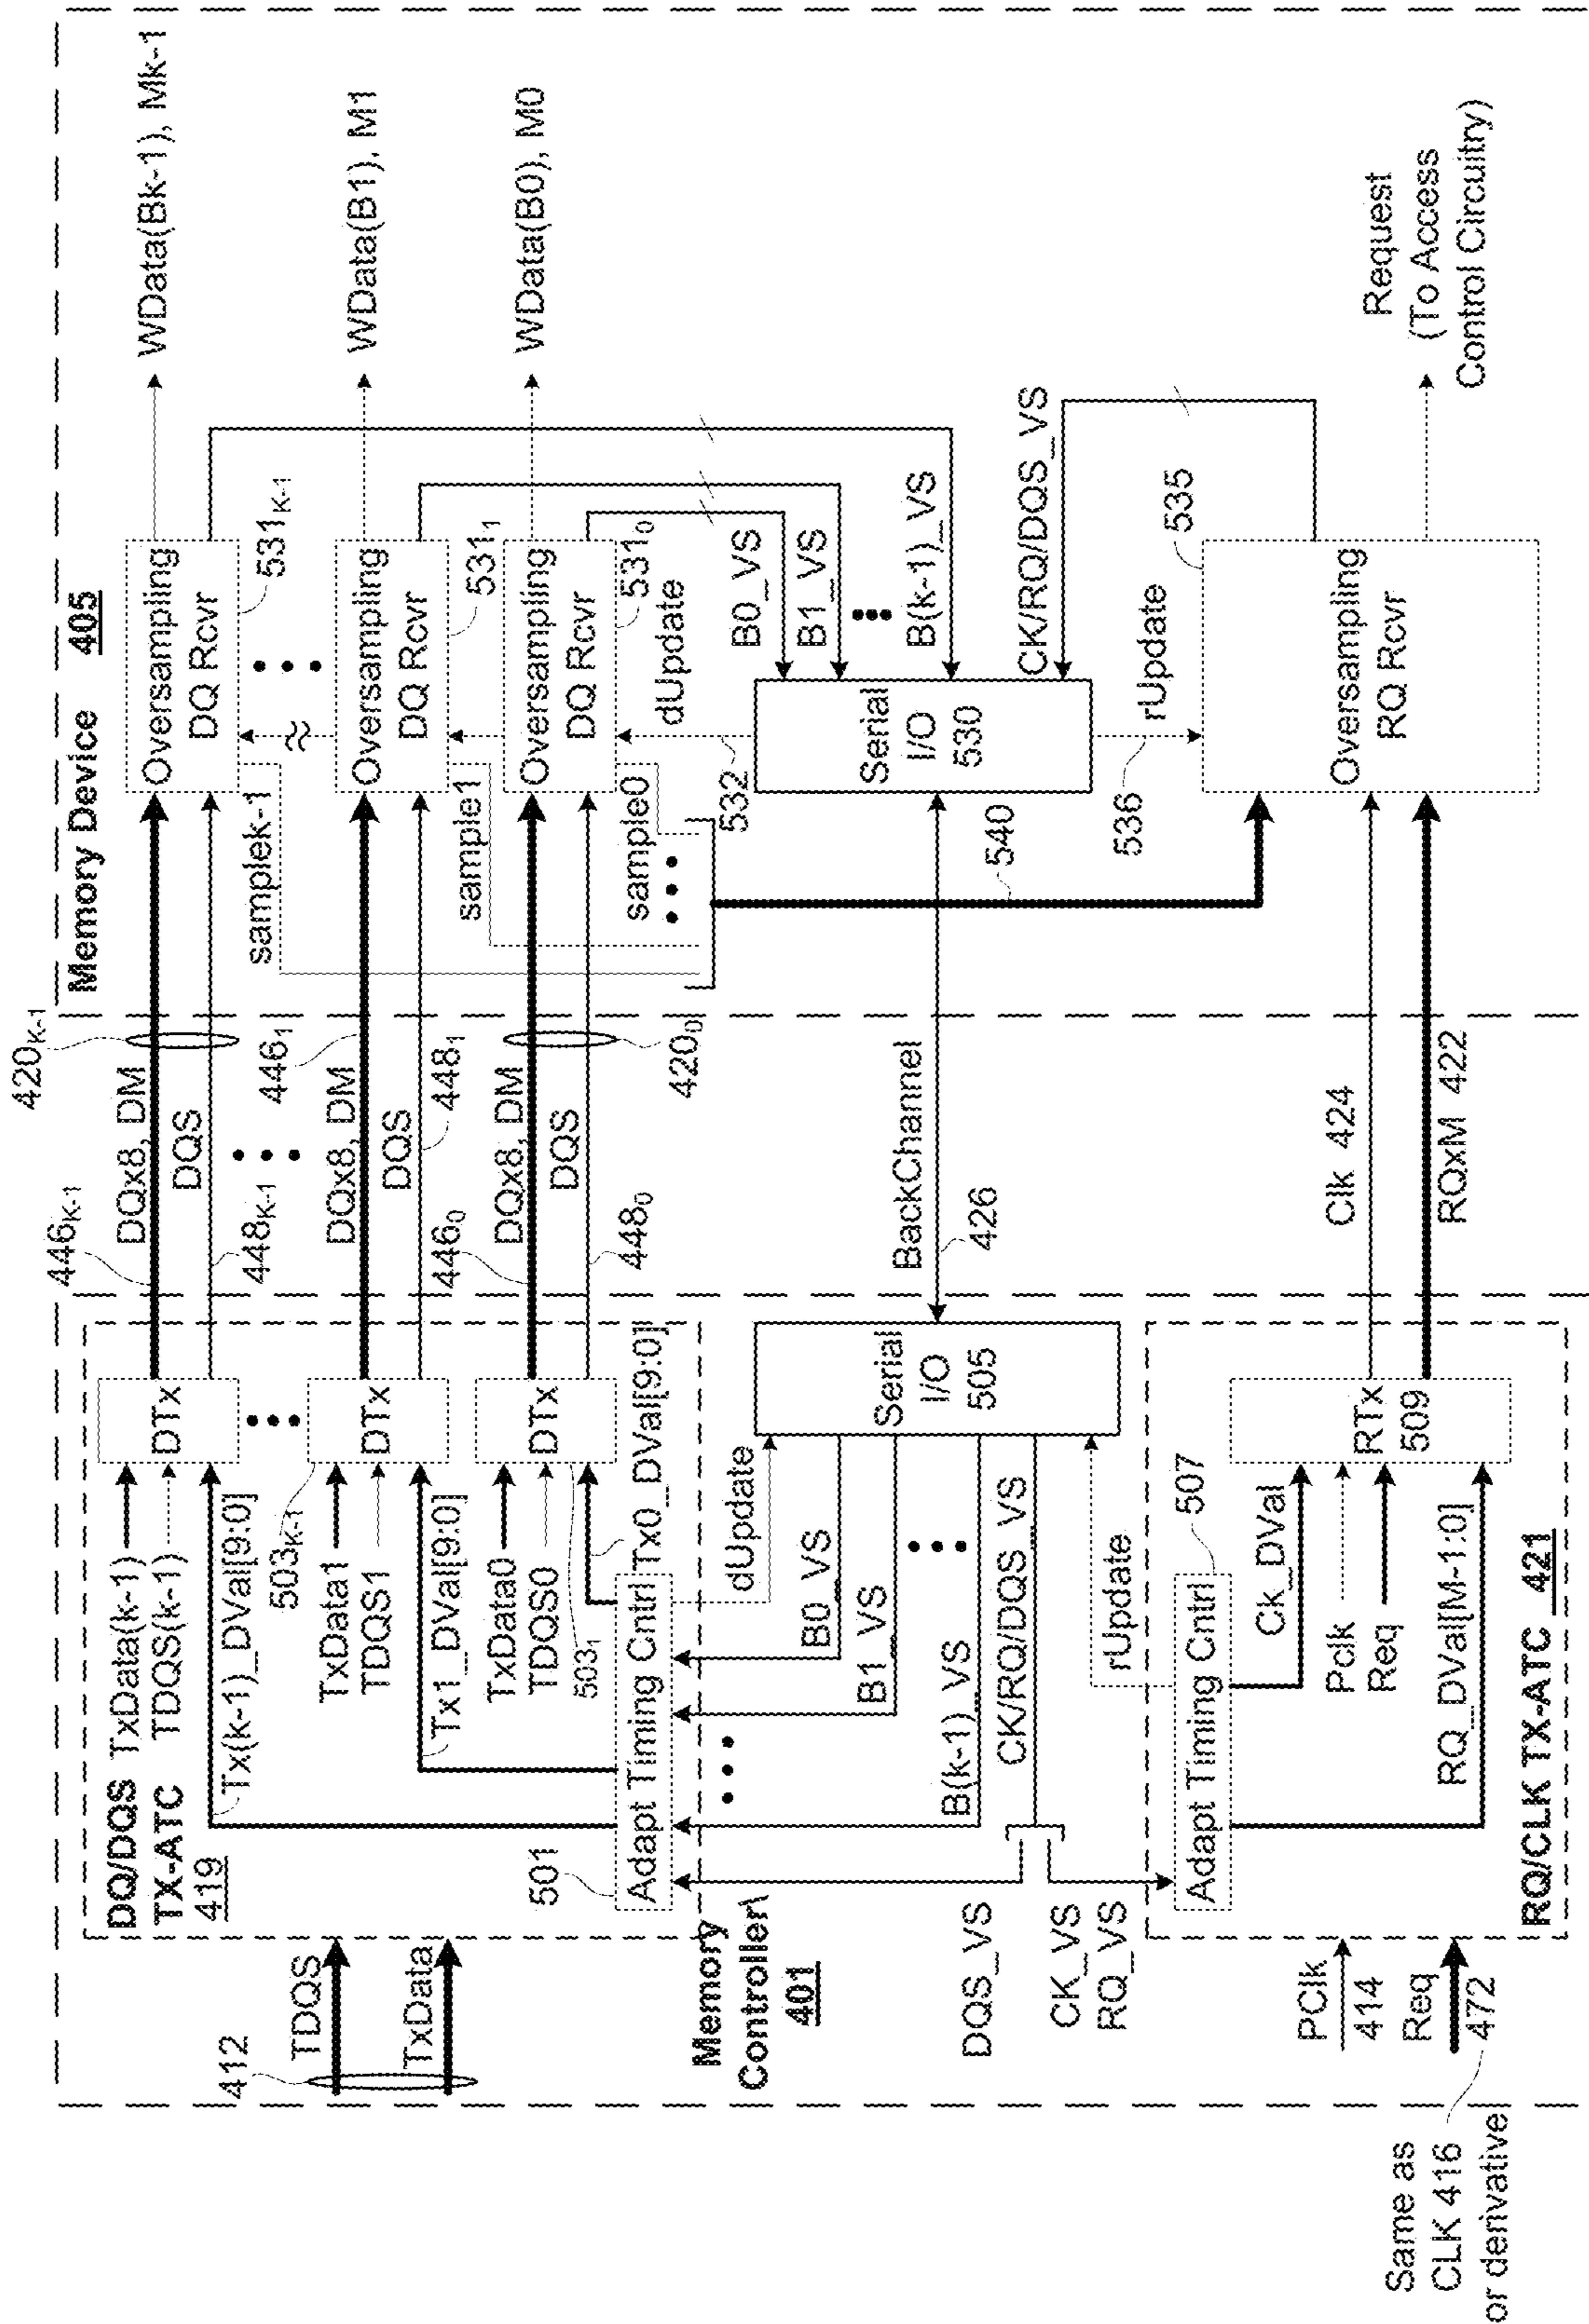 Memory Device 405
420K-1
446K-1
DQx8, DM
DQS
448K-1
446₁
DQx8, DM
DQS
448₁
446₀
DQx8, DM
DQS
448₀
420₀
BackChannel
426
Clk 424
RQxM 422
DQ/DQS
TX-ATC
419
TxData(k-1)
TDQS(k-1)
Tx(k-1)_DVal[9:0]
DTx
503K-1
TxData1
TDQS1
Tx1_DVal[9:0]
DTx
TxData0
TDQS0
503₁
DTx
Tx0_DVal[9:0]
501
Adapt Timing Cntrl
412
TDQS
TxData
Memory
Controller\
401
dUpdate
B0_VS
B1_VS
B(k-1)_VS
CK/RQ/DQS_VS
Serial
I/O
505
DQS_VS
CK_VS
RQ_VS
rUpdate
507
Adapt Timing Cntrl
Ck_DVal
Pclk
Req
RQ_DVal[M-1:0]
RTx
509
RQ/CLK TX-ATC 421
PClk
414
Req
472
Same as
CLK 416
or derivative
Oversampling
DQ Rcvr
531K-1
WData(Bk-1), Mk-1
samplek-1
Oversampling
DQ Rcvr
531₁
WData(B1), M1
sample1
Oversampling
DQ Rcvr
531₀
WData(B0), M0
sample0
dUpdate
532
B0_VS
B1_VS
B(k-1)_VS
CK/RQ/DQS_VS
Serial
I/O
530
540
536
rUpdate
535
Oversampling
RQ Rcvr
Request
(To Access
Control Circuitry)